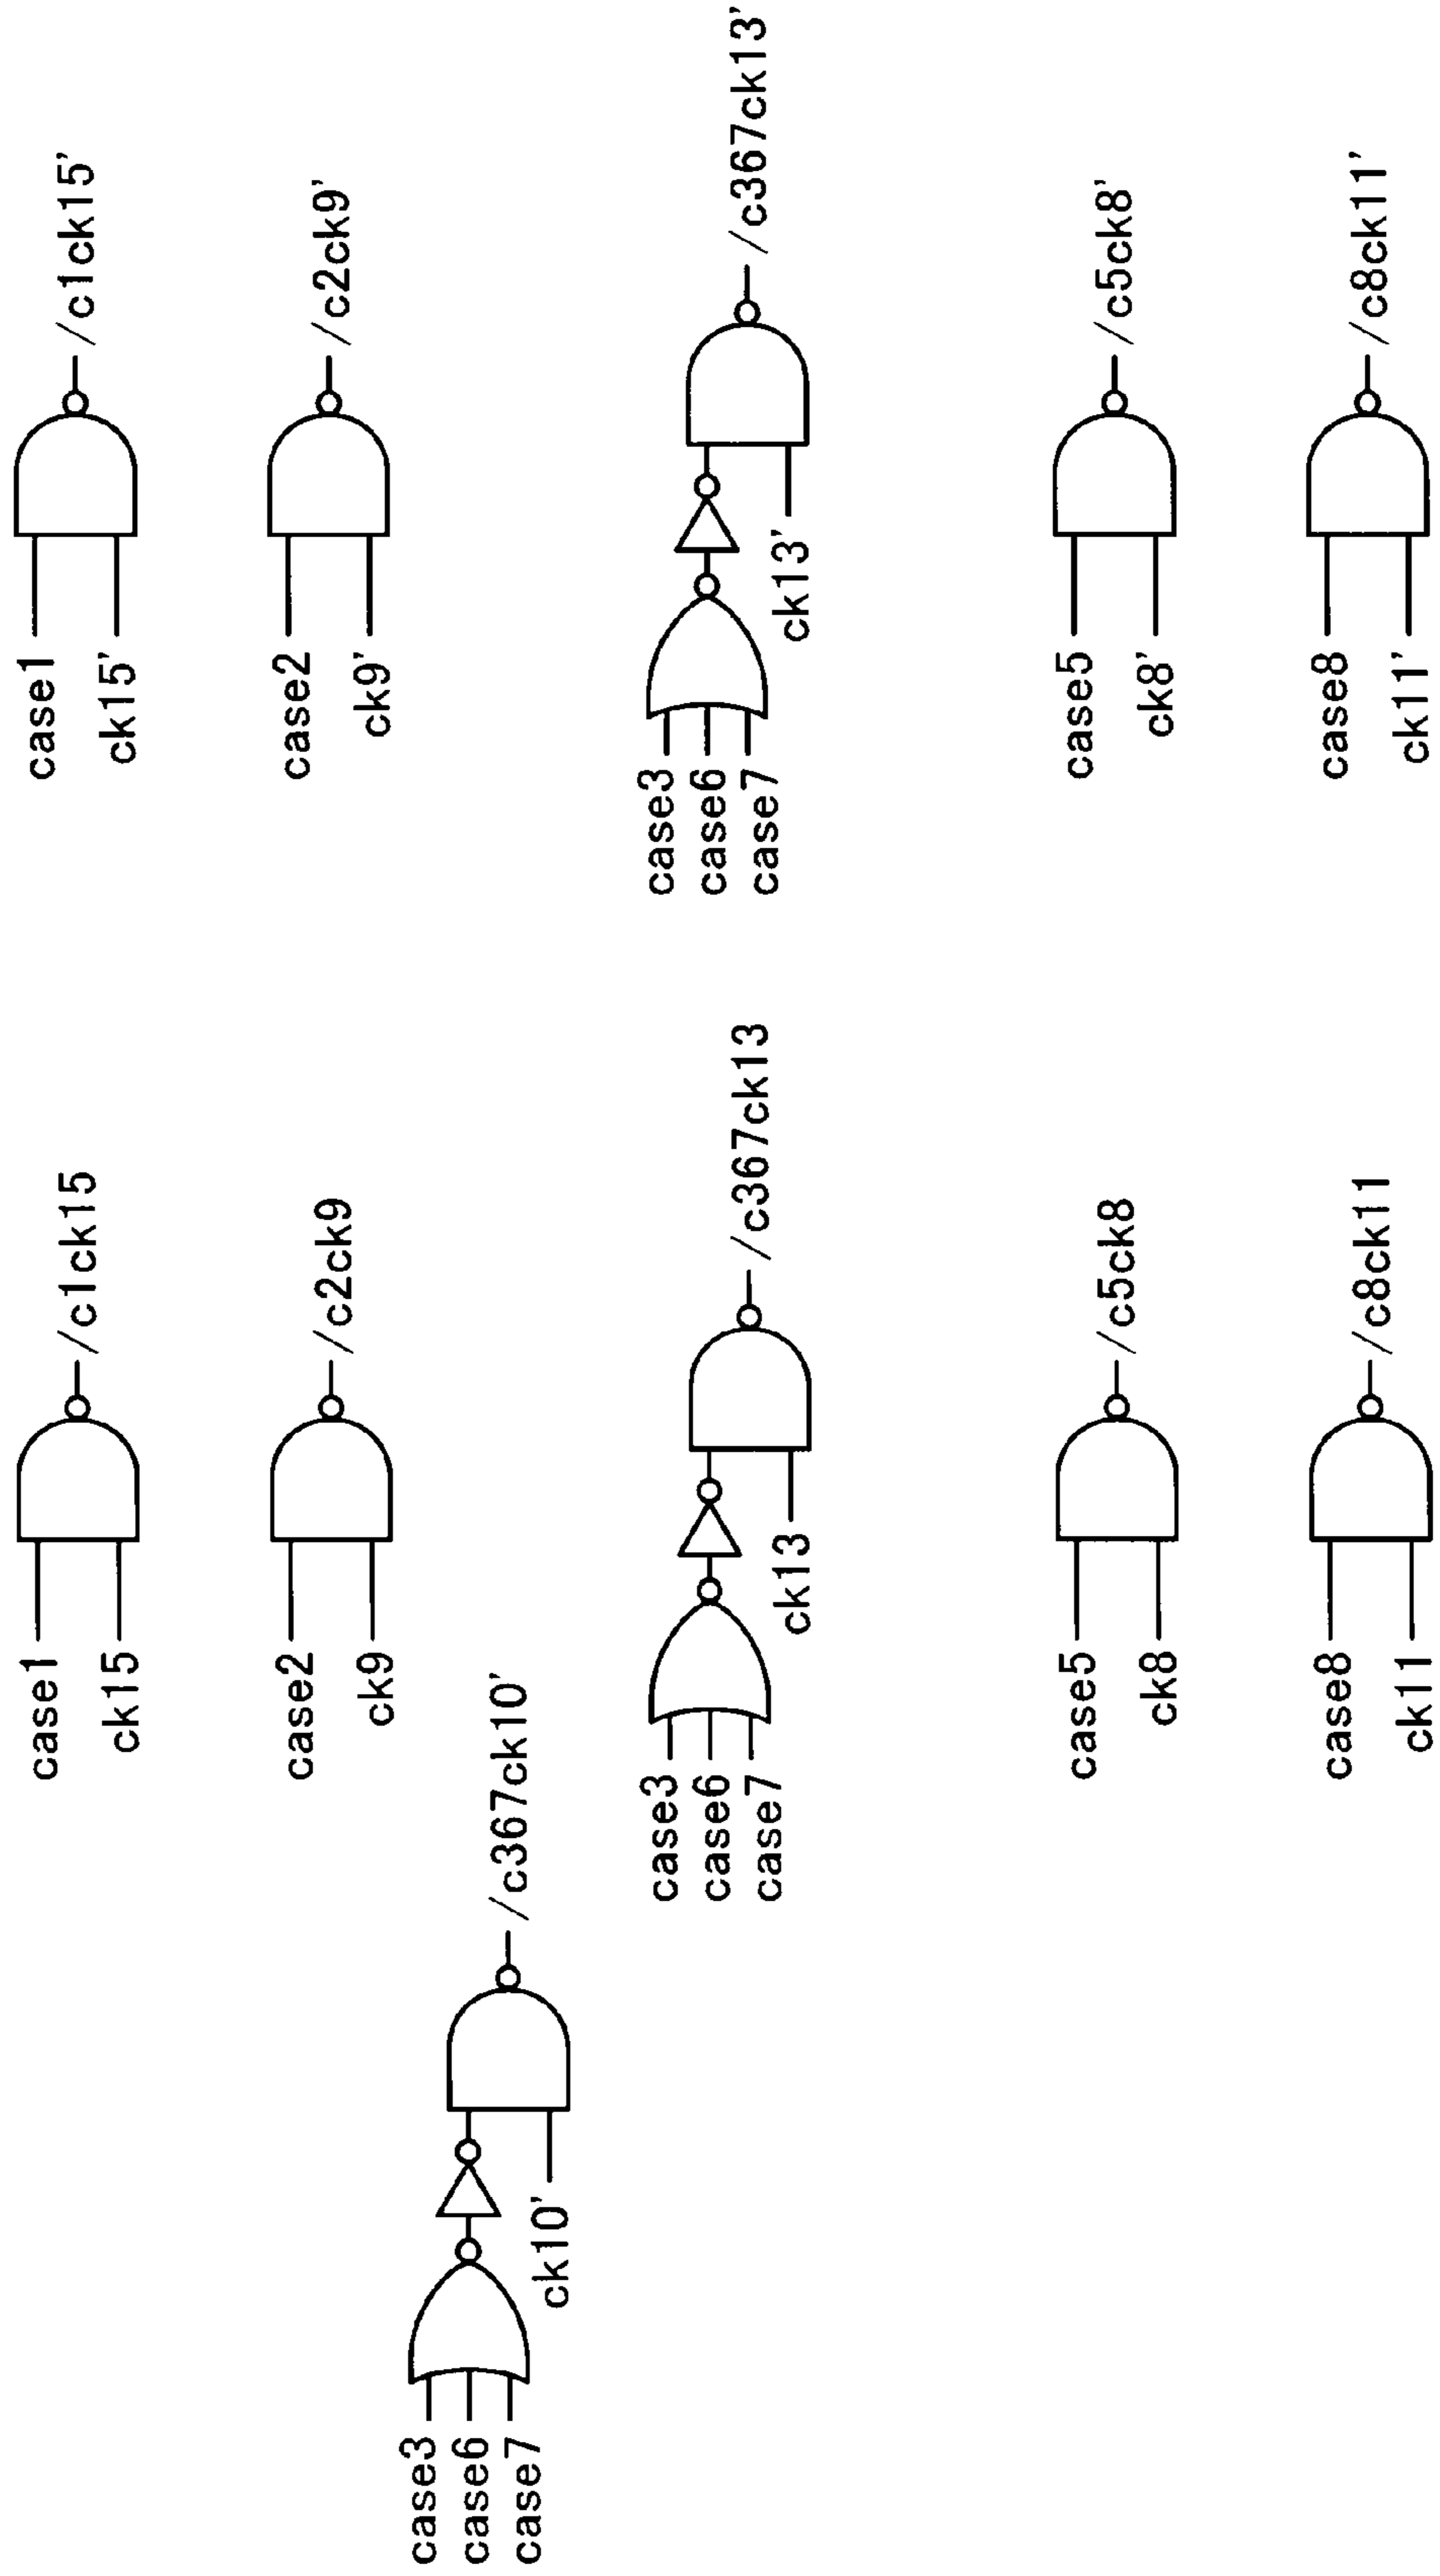 case3
case6
case7
ck10'
/c367ck10'
case1
ck15
/c1ck15
case2
ck9
/c2ck9
case3
case6
case7
ck13
/c367ck13
case5
ck8
/c5ck8
case8
ck11
/c8ck11
case1
ck15'
/c1ck15'
case2
ck9'
/c2ck9'
case3
case6
case7
ck13'
/c367ck13'
case5
ck8'
/c5ck8'
case8
ck11'
/c8ck11'